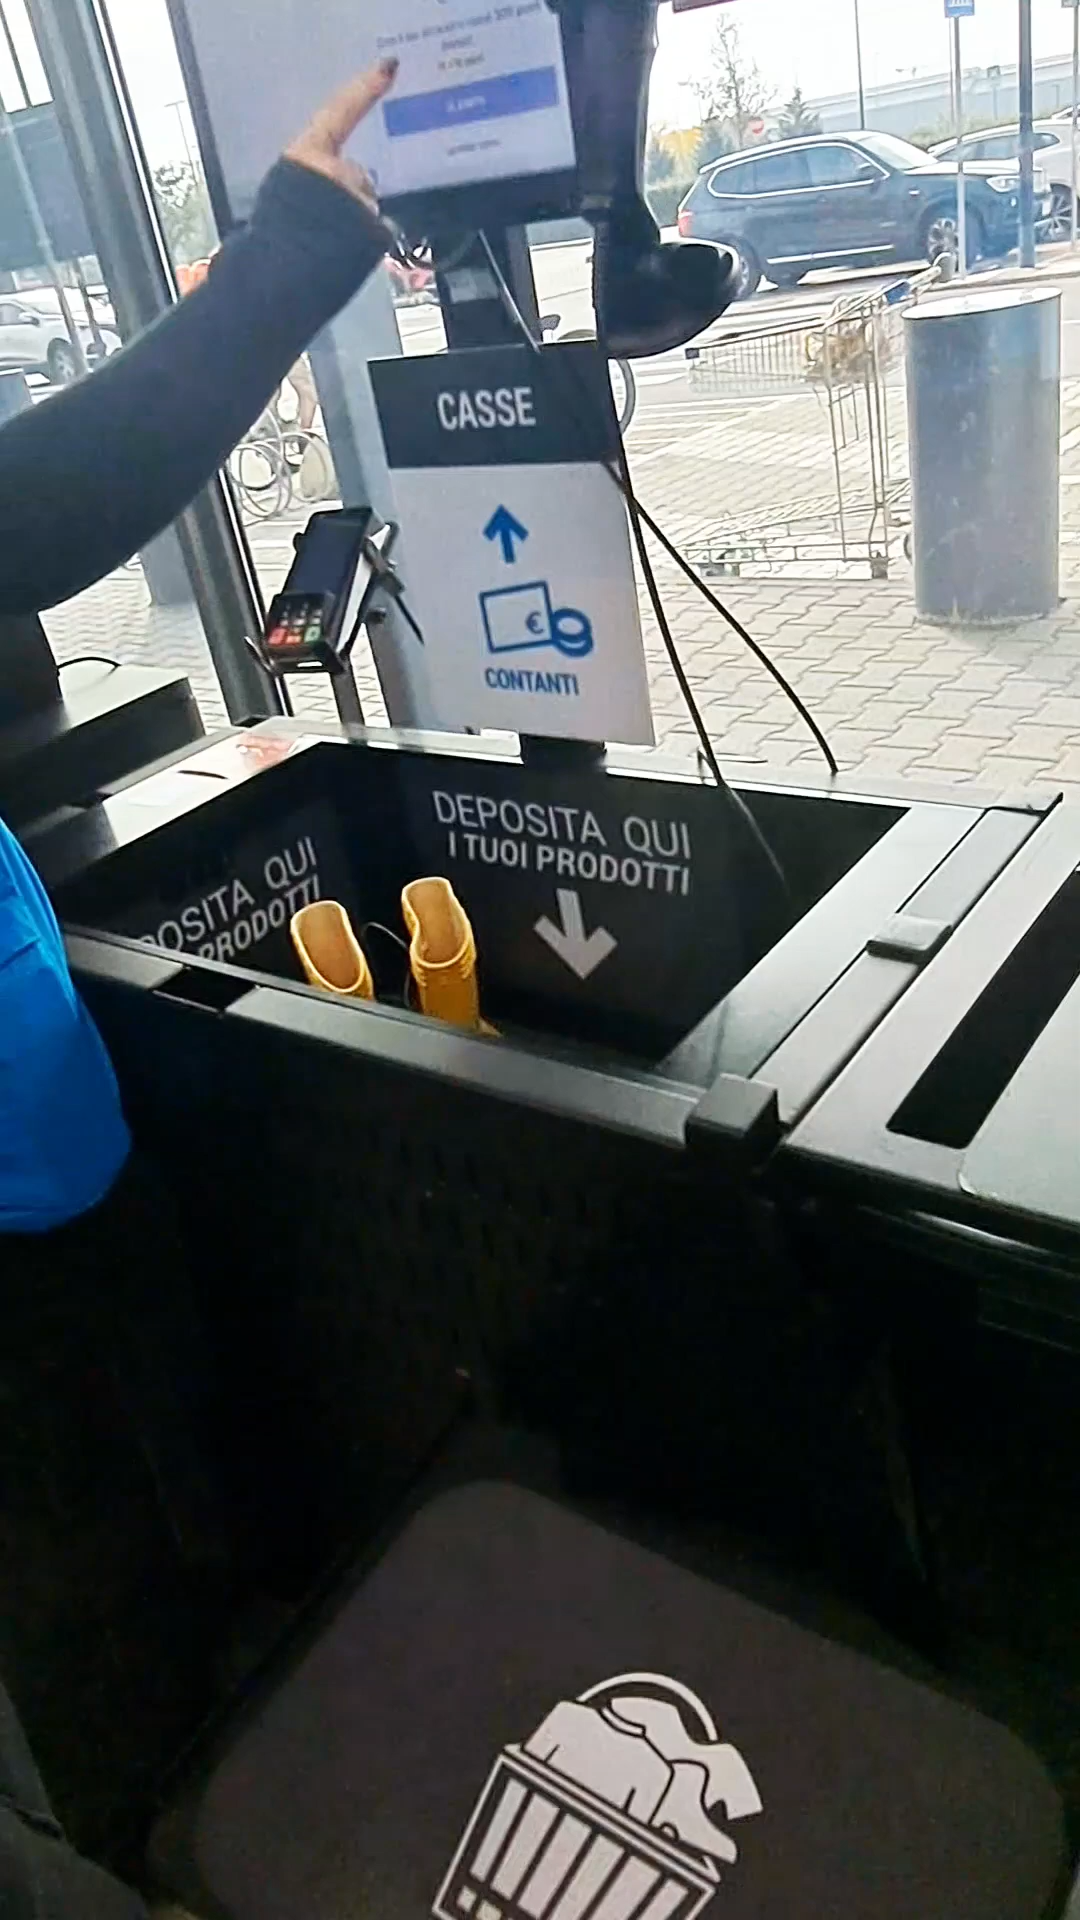 CASSE
€
CONTANTI
DEPOSITA QUI
I TUOI PRODOTTI
POSITA QUI
PRODOTTI